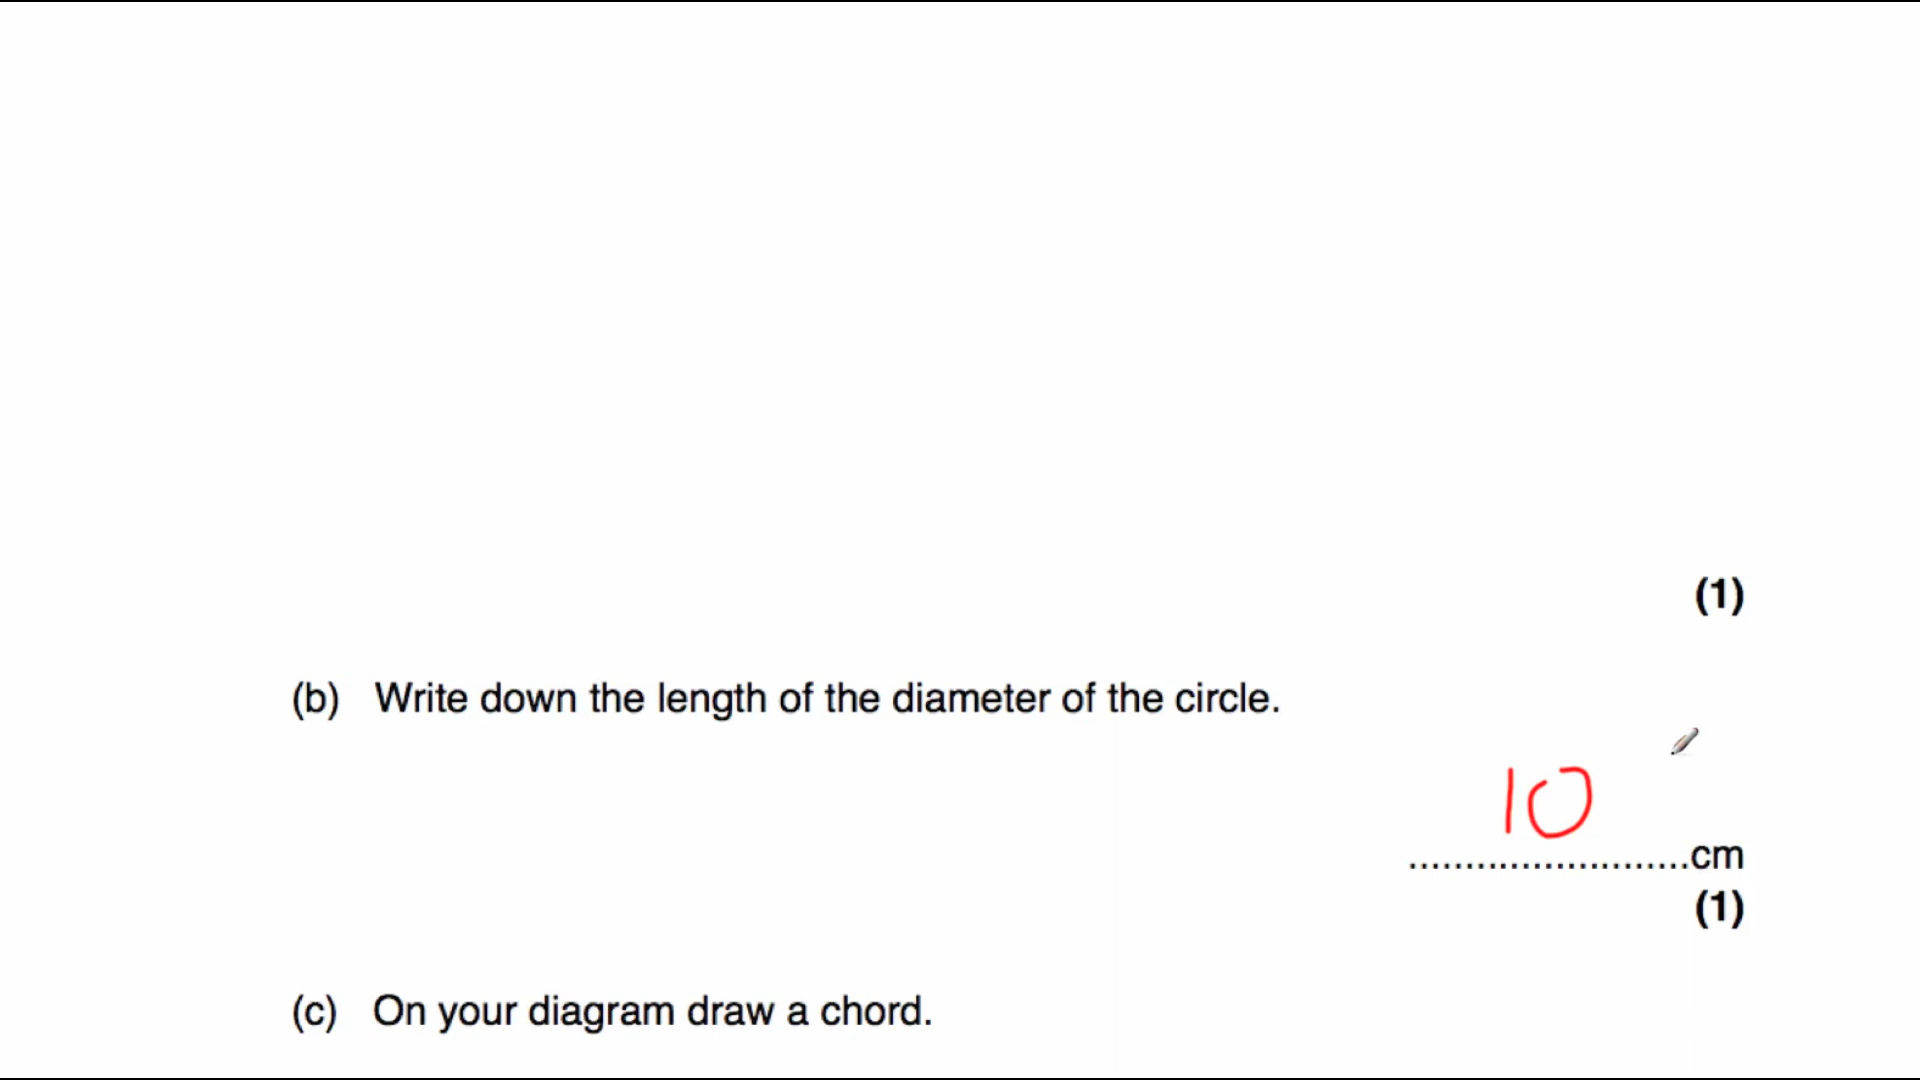 (1)
(b) Write down the length of the diameter of the circle.
10
.........................cm
(1)
(c) On your diagram draw a chord.